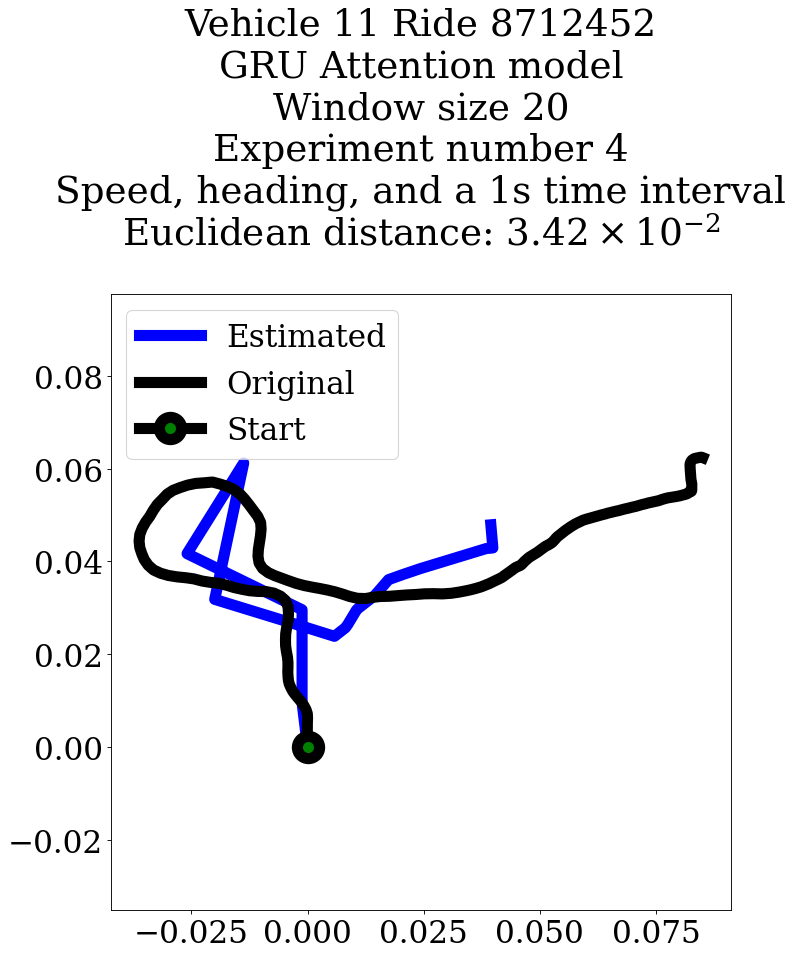 Vehicle 11 Ride 8712452
GRU Attention model
Window size 20
Experiment number 4
Speed, heading, and a 1s time interval
Euclidean distance: 3.42 × 10⁻²
Estimated
Original
Start
0.08
0.06
0.04
0.02
0.00
−0.02
−0.025 0.000 0.025 0.050 0.075